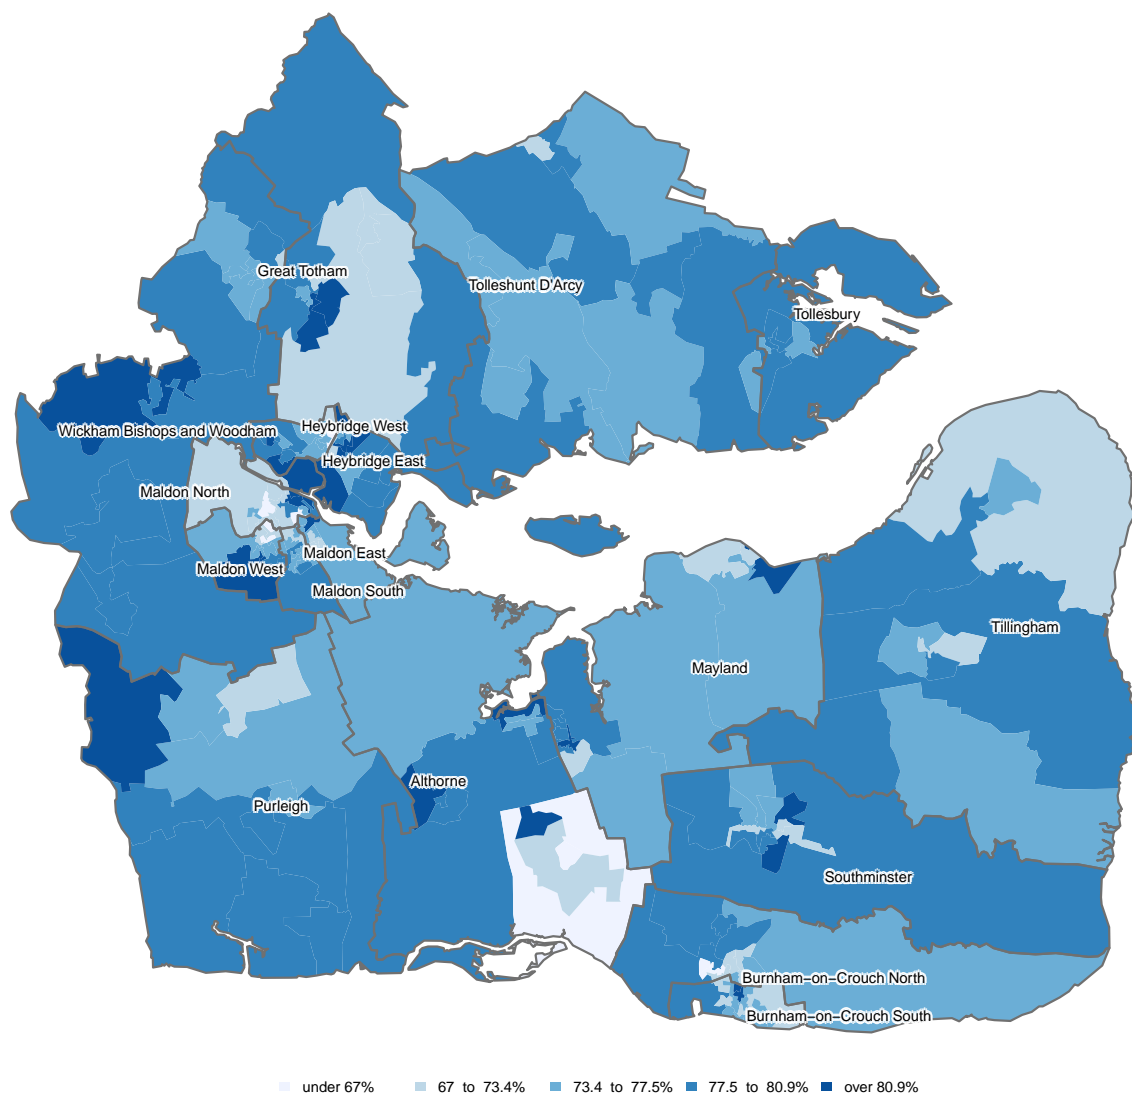 Great Totham
Tolleshunt D'Arcy
Tollesbury
Heybridge West
Wickham Bishops and Woodham
Heybridge East
Maldon North
Maldon East
Maldon West
Maldon South
Tillingham
Mayland
Althorne
Purleigh
Southminster
Burnham−on−Crouch North
Burnham−on−Crouch South
under 67% 67 to 73.4% 73.4 to 77.5% 77.5 to 80.9% over 80.9%